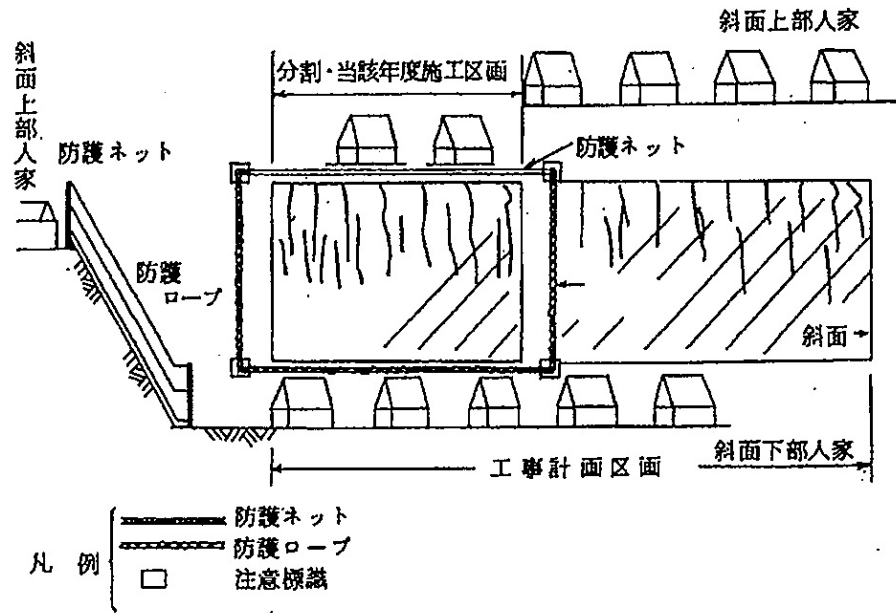 斜面上部人家
斜面上部人家
分割・当該年度施工区画
防護ネット
防護ネット
防護
ロープ
斜面
斜面下部人家
工事計画区画
凡例
防護ネット
防護ロープ
注意標識